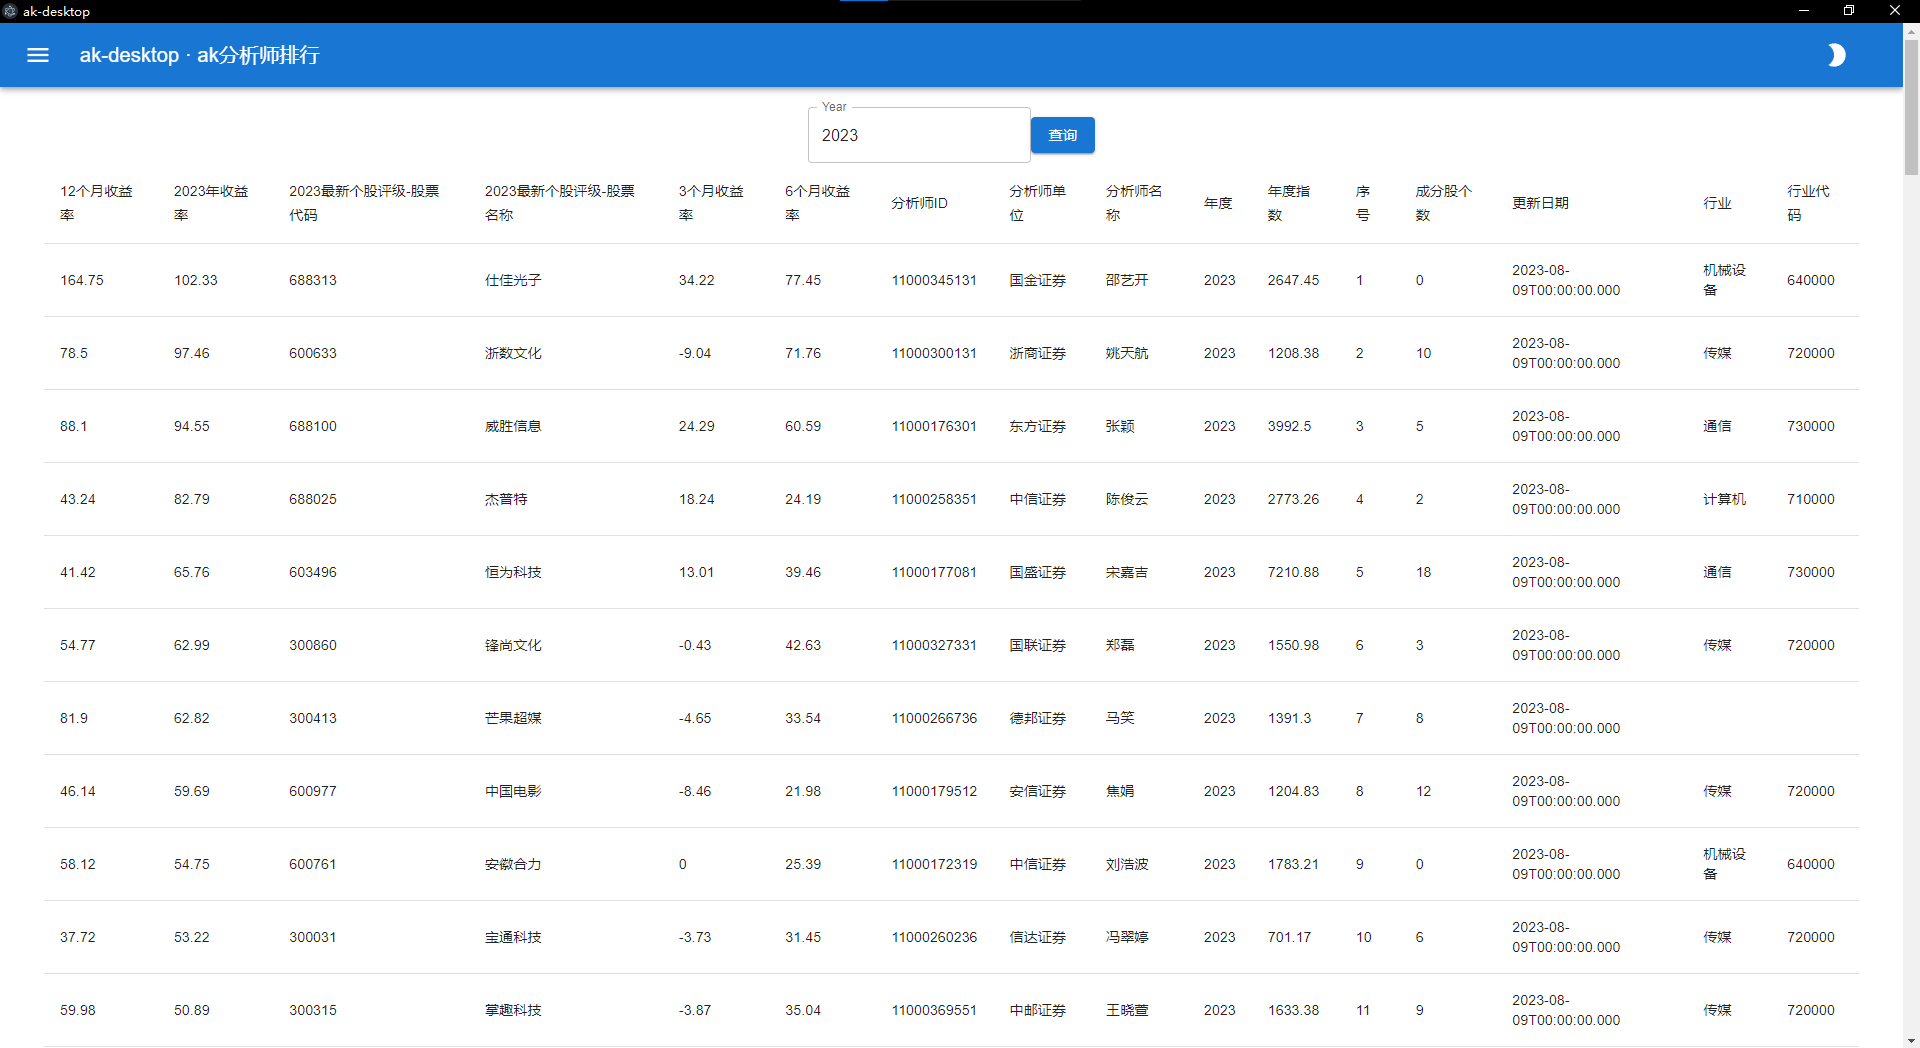 ak-desktop
ak-desktop · ak分析师排行
Year
2023
查询
12个月收益率 2023年收益率 2023最新个股评级-股票代码 2023最新个股评级-股票名称 3个月收益率 6个月收益率 分析师ID 分析师单位 分析师名称 年度 年度指数 序号 成分股个数 更新日期 行业 行业代码
164.75 102.33 688313 仕佳光子 34.22 77.45 11000345131 国金证券 邵艺开 2023 2647.45 1 0 2023-08-09T00:00:00.000 机械设备 640000
78.5 97.46 600633 浙数文化 -9.04 71.76 11000300131 浙商证券 姚天航 2023 1208.38 2 10 2023-08-09T00:00:00.000 传媒 720000
88.1 94.55 688100 威胜信息 24.29 60.59 11000176301 东方证券 张颖 2023 3992.5 3 5 2023-08-09T00:00:00.000 通信 730000
43.24 82.79 688025 杰普特 18.24 24.19 11000258351 中信证券 陈俊云 2023 2773.26 4 2 2023-08-09T00:00:00.000 计算机 710000
41.42 65.76 603496 恒为科技 13.01 39.46 11000177081 国盛证券 宋嘉吉 2023 7210.88 5 18 2023-08-09T00:00:00.000 通信 730000
54.77 62.99 300860 锋尚文化 -0.43 42.63 11000327331 国联证券 郑磊 2023 1550.98 6 3 2023-08-09T00:00:00.000 传媒 720000
81.9 62.82 300413 芒果超媒 -4.65 33.54 11000266736 德邦证券 马笑 2023 1391.3 7 8 2023-08-09T00:00:00.000
46.14 59.69 600977 中国电影 -8.46 21.98 11000179512 安信证券 焦娟 2023 1204.83 8 12 2023-08-09T00:00:00.000 传媒 720000
58.12 54.75 600761 安徽合力 0 25.39 11000172319 中信证券 刘浩波 2023 1783.21 9 0 2023-08-09T00:00:00.000 机械设备 640000
37.72 53.22 300031 宝通科技 -3.73 31.45 11000260236 信达证券 冯翠婷 2023 701.17 10 6 2023-08-09T00:00:00.000 传媒 720000
59.98 50.89 300315 掌趣科技 -3.87 35.04 11000369551 中邮证券 王晓萱 2023 1633.38 11 9 2023-08-09T00:00:00.000 传媒 720000